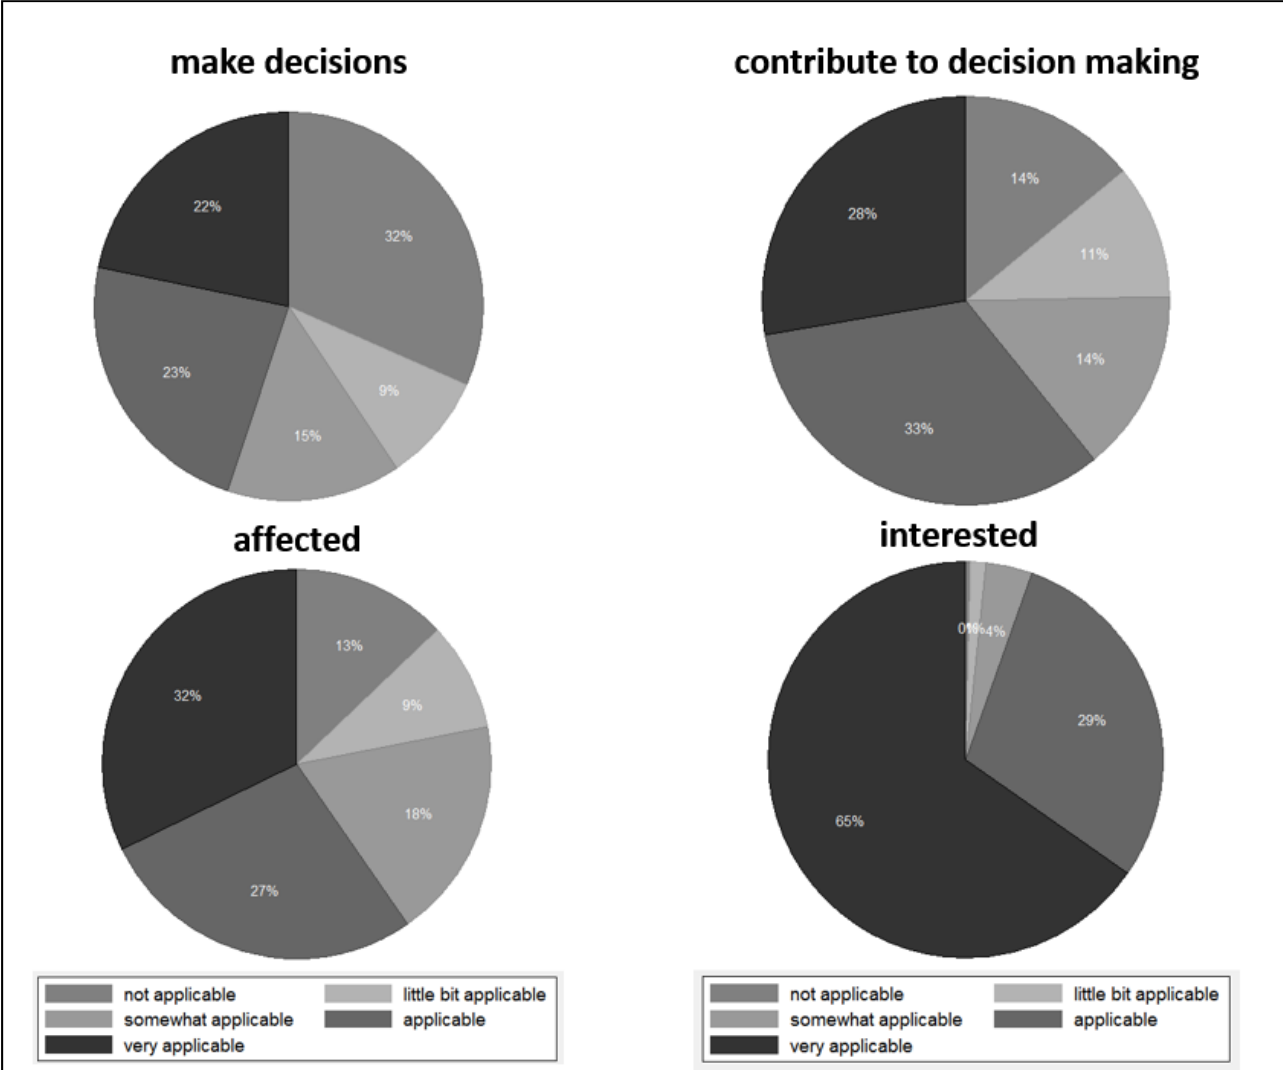 make decisions
22%
32%
9%
23%
15%
contribute to decision making
14%
28%
11%
14%
33%
affected
13%
32%
9%
18%
27%
interested
0%
1%
4%
29%
65%
not applicable
little bit applicable
somewhat applicable
applicable
very applicable
not applicable
little bit applicable
somewhat applicable
applicable
very applicable